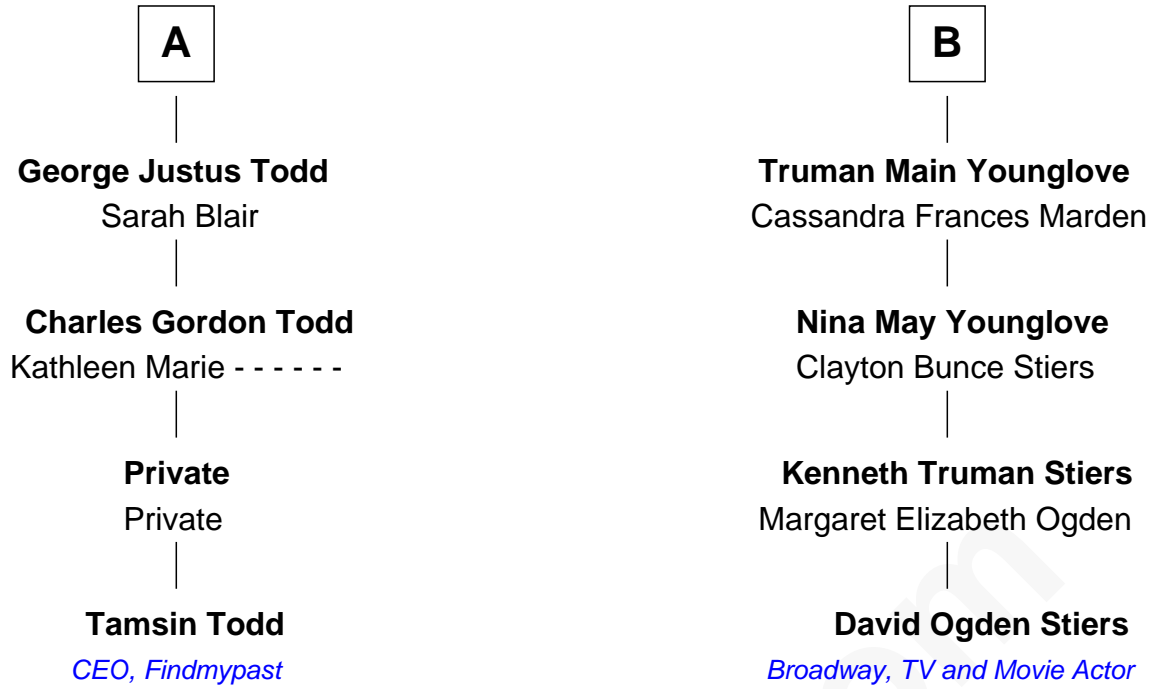 A
George Justus Todd
Sarah Blair
Charles Gordon Todd
Kathleen Marie - - - - - -
Private
Private
Tamsin Todd
CEO, Findmypast
B
Truman Main Younglove
Cassandra Frances Marden
Nina May Younglove
Clayton Bunce Stiers
Kenneth Truman Stiers
Margaret Elizabeth Ogden
David Ogden Stiers
Broadway, TV and Movie Actor